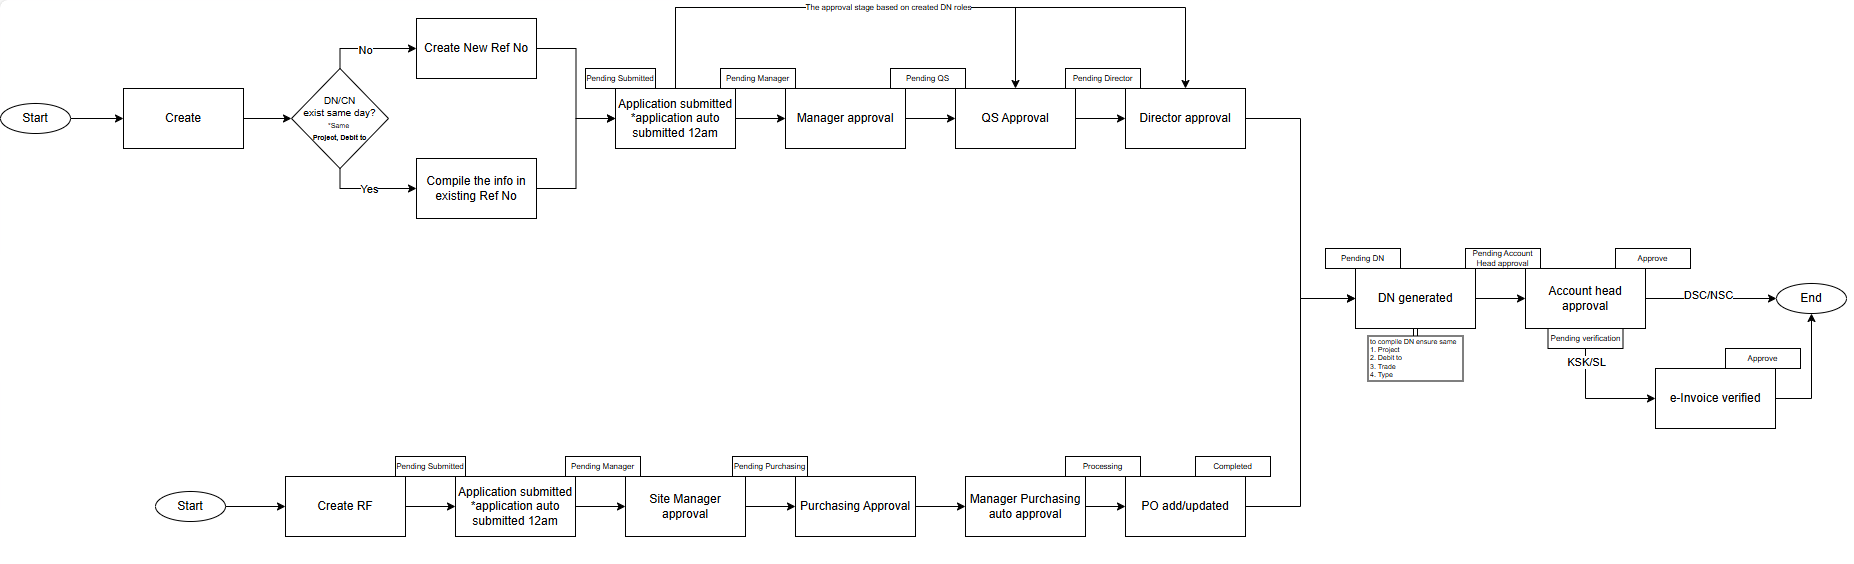 The approval stage based on created DN roles
No
Create New Ref No
Pending Submitted
Pending Manager
Pending QS
Pending Director
Start
Create
DN/CN
exist same day?
*Same
Project, Debit to
Application submitted
*application auto
submitted 12am
Manager approval
QS Approval
Director approval
Yes
Compile the info in
existing Ref No
Pending DN
Pending Account
Head approval
Approve
DN generated
Account head
approval
DSC/NSC
End
to compile DN ensure same
1. Project
2. Debit to
3. Trade
4. Type
Pending verification
KSK/SL
Approve
e-Invoice verified
Pending Submitted
Pending Manager
Pending Purchasing
Processing
Completed
Start
Create RF
Application submitted
*application auto
submitted 12am
Site Manager
approval
Purchasing Approval
Manager Purchasing
auto approval
PO add/updated